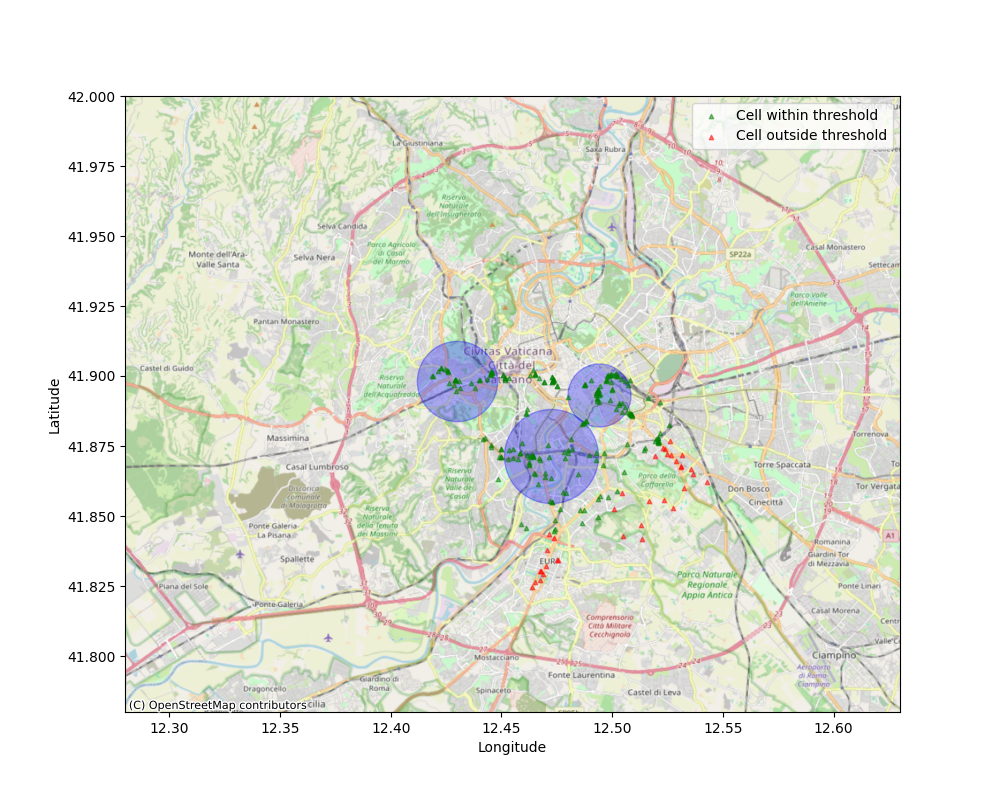 42.000
41.975
41.950
41.925
41.900
41.875
41.850
41.825
41.800
Latitude
12.30
12.35
12.40
12.45
12.50
12.55
12.60
Longitude
Cell within threshold
Cell outside threshold
La Giustiniana
Saxa Rubra
Riserva
Naturale
dell'Insugherata
Selva Candida
Monte dell'Ara-
Valle Santa
Selva Nera
Parco Agricolo
di Casal
del Marmo
Casal Monastero
SP22a
Settecam
Parco Valle
dell'Aniene
Pantan Monastero
Castel di Guido
Civitas Vaticana
Città del
Vaticano
Riserva
Naturale
dell'Acquafredda
Massimina
Casal Lumbroso
Discarica
comunale
di Malagrotta
Riserva
Naturale
Valle dei
Casali
Riserva
Naturale
della Tenuta
dei Massimi
Parco della
Caffarella
Torrenova
Torre Spaccata
Don Bosco
Cinecittà
Tor Vergata
Ponte Galeria-
La Pisana
Spallette
Piana del Sole
Ponte Galeria
EUR
Romanina
A1
Giardini Tor
di Mezzavia
Ponte Linari
Parco Naturale
Regionale
Appia Antica
Casal Morena
Comprensorio
Città Militare
Cecchignola
Mostacciano
Fonte Laurentina
Ciampino
Aeroporto
di Roma-
Ciampino
Giardino di
Roma
Dragoncello
Spinaceto
Castel di Leva
(C) OpenStreetMap contributors